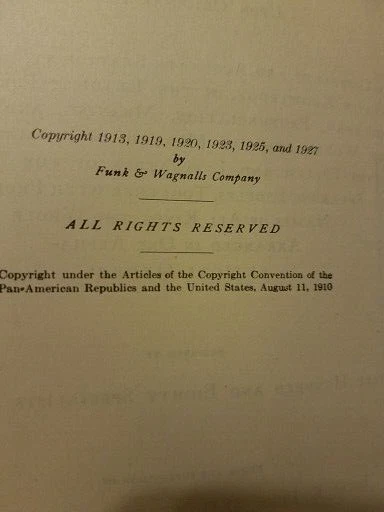 Copyright 1913, 1919, 1920, 1923, 1925, and 1927
by
Funk & Wagnalls Company
ALL RIGHTS RESERVED
Copyright under the Articles of the Copyright Convention of the
Pan-American Republics and the United States, August 11, 1910